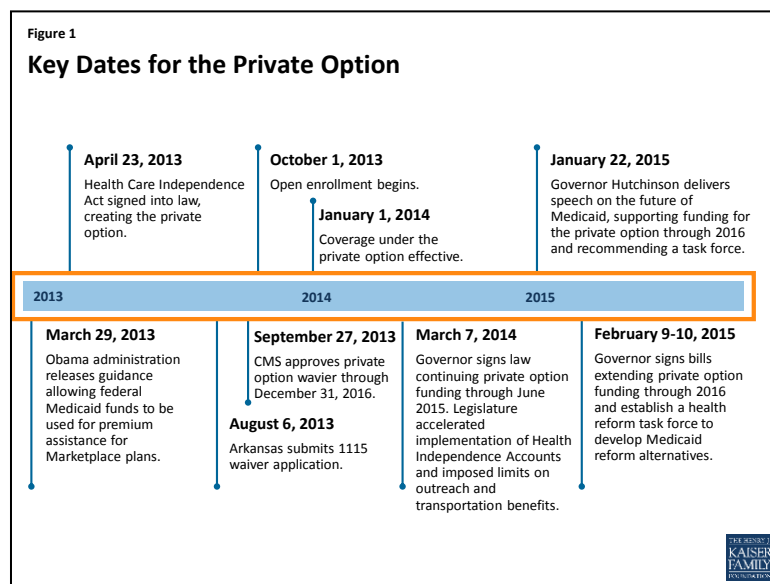 Figure 1
Key Dates for the Private Option
April 23, 2013
Health Care Independence
Act signed into law,
creating the private
option.
October 1, 2013
Open enrollment begins.
January 1, 2014
Coverage under the
private option effective.
January 22, 2015
Governor Hutchinson delivers
speech on the future of
Medicaid, supporting funding for
the private option through 2016
and recommending a task force.
2013
2014
2015
March 29, 2013
Obama administration
releases guidance
allowing federal
Medicaid funds to be
used for premium
assistance for
Marketplace plans.
September 27, 2013
CMS approves private
option wavier through
December 31, 2016.
August 6, 2013
Arkansas submits 1115
waiver application.
March 7, 2014
Governor signs law
continuing private option
funding through June
2015. Legislature
accelerated
implementation of Health
Independence Accounts
and imposed limits on
outreach and
transportation benefits.
February 9-10, 2015
Governor signs bills
extending private option
funding through 2016
and establish a health
reform task force to
develop Medicaid
reform alternatives.
THE HENRY J.
KAISER
FAMILY
FOUNDATION